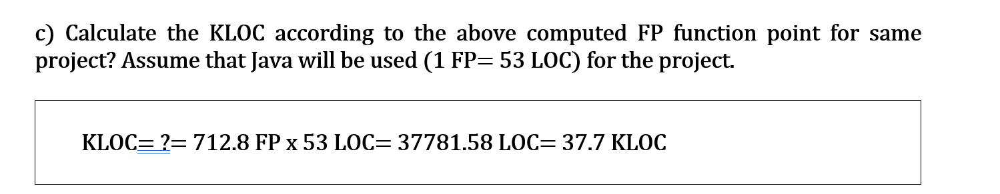 c) Calculate the KLOC according to the above computed FP function point for same
project? Assume that Java will be used (1 FP= 53 LOC) for the project.
KLOC= ?= 712.8 FP x 53 LOC= 37781.58 LOC= 37.7 KLOC